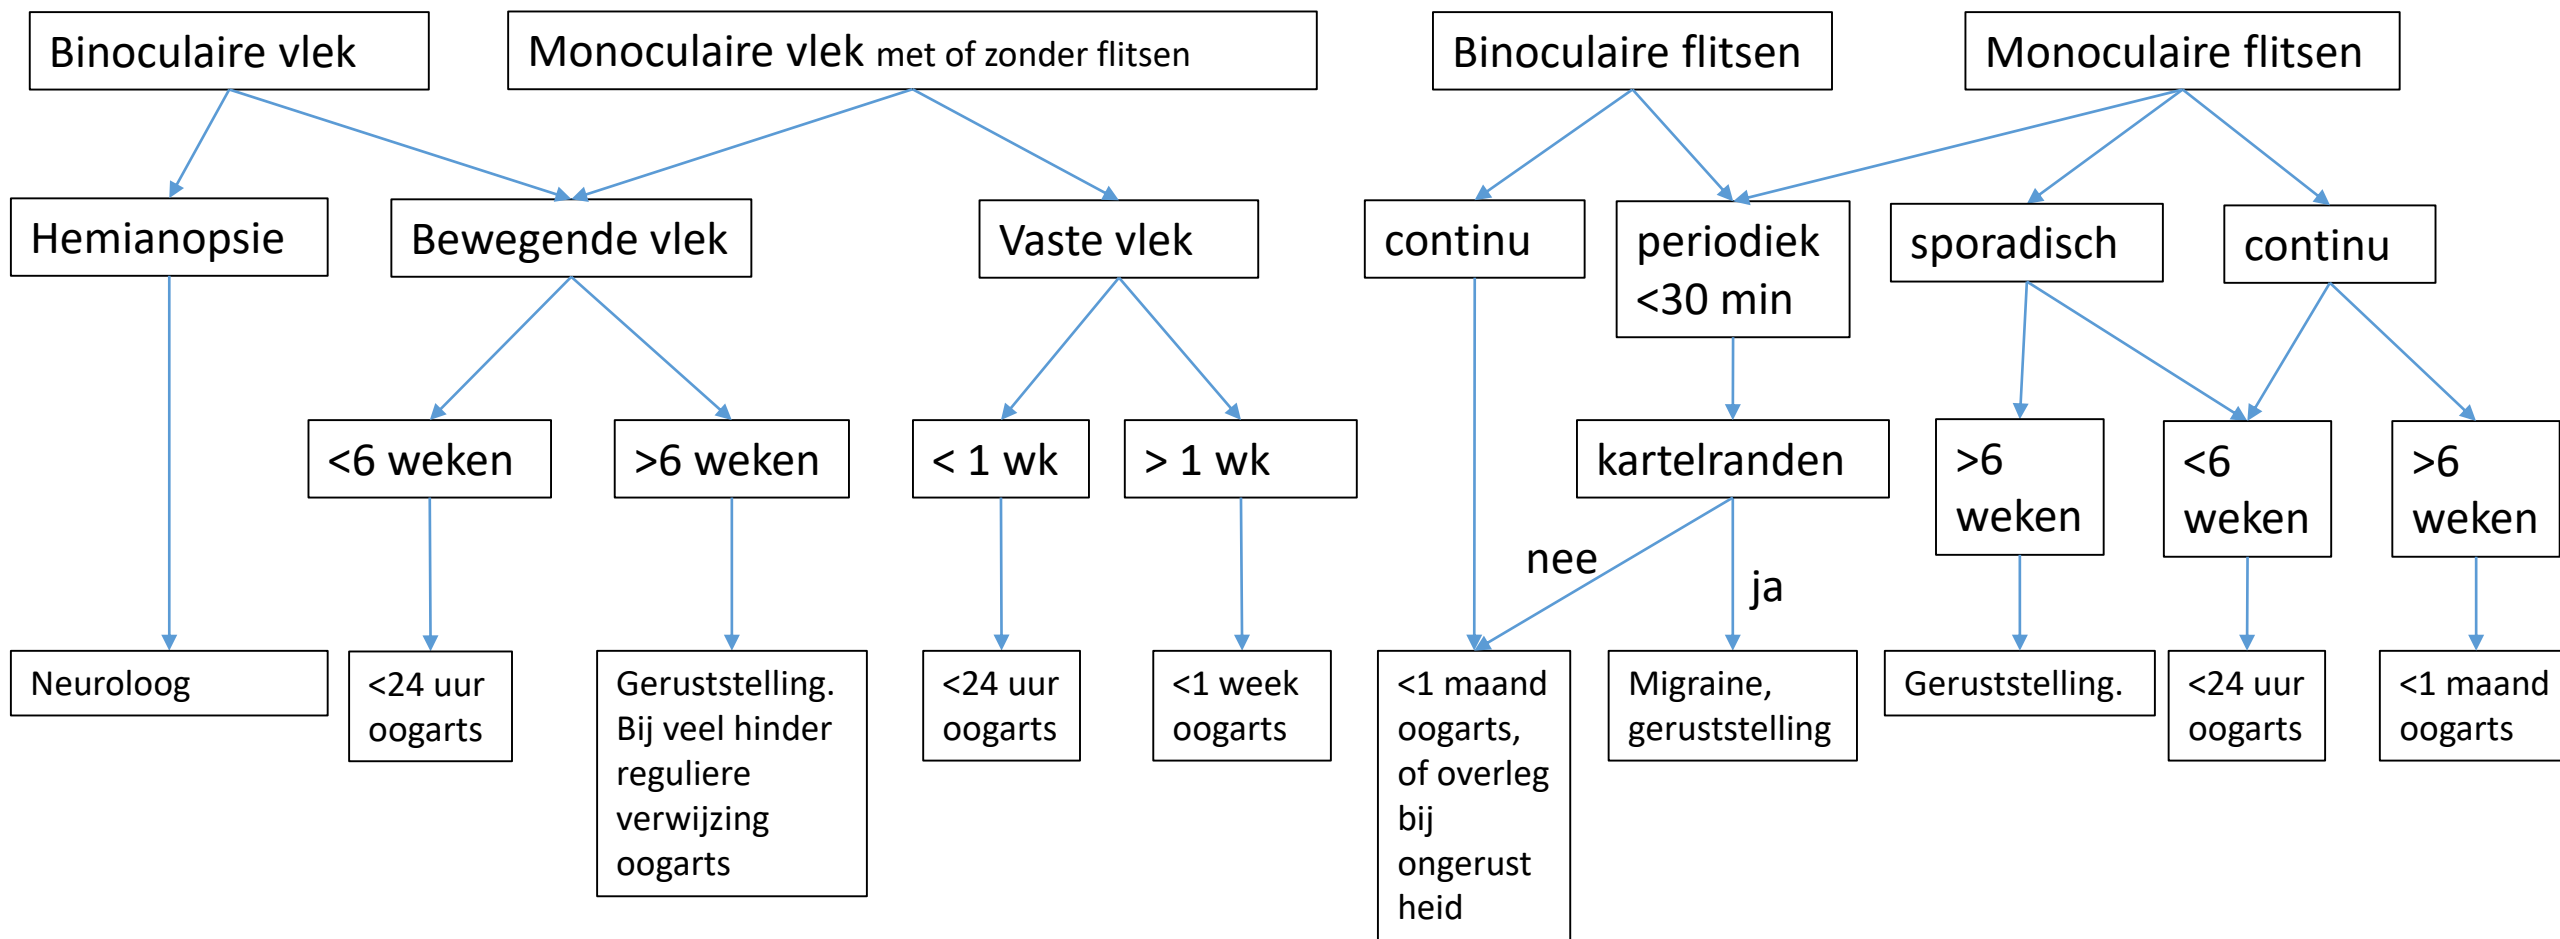 Binoculaire vlek
Monoculaire vlek met of zonder flitsen
Binoculaire flitsen
Monoculaire flitsen
Hemianopsie
Bewegende vlek
Vaste vlek
continu
periodiek
<30 min
sporadisch
continu
<6 weken
>6 weken
< 1 wk
> 1 wk
kartelranden
>6
weken
<6
weken
>6
weken
nee
ja
Neuroloog
<24 uur
oogarts
Geruststelling.
Bij veel hinder
reguliere
verwijzing
oogarts
<24 uur
oogarts
<1 week
oogarts
<1 maand
oogarts,
of overleg
bij
ongerust
heid
Migraine,
geruststelling
Geruststelling.
<24 uur
oogarts
<1 maand
oogarts